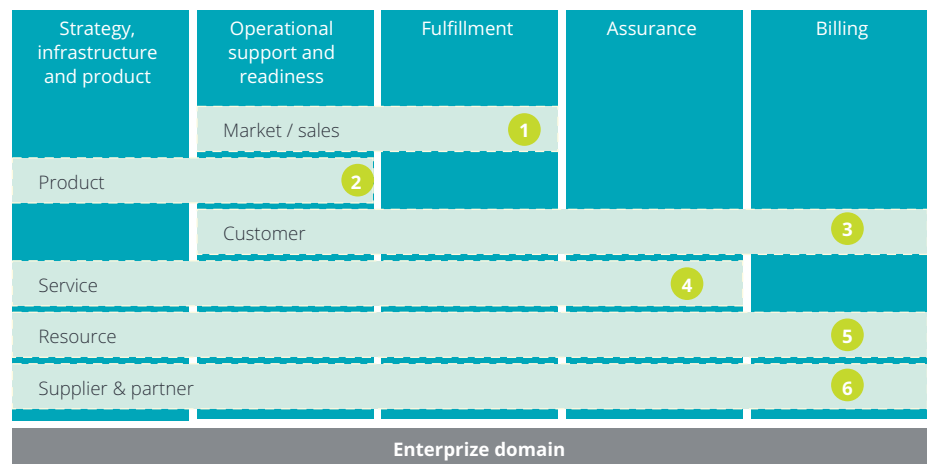 Strategy,
infrastructure
and product
Operational
support and
readiness
Fulfillment
Assurance
Billing
Market / sales
1
Product
2
Customer
3
Service
4
Resource
5
Supplier & partner
6
Enterprize domain